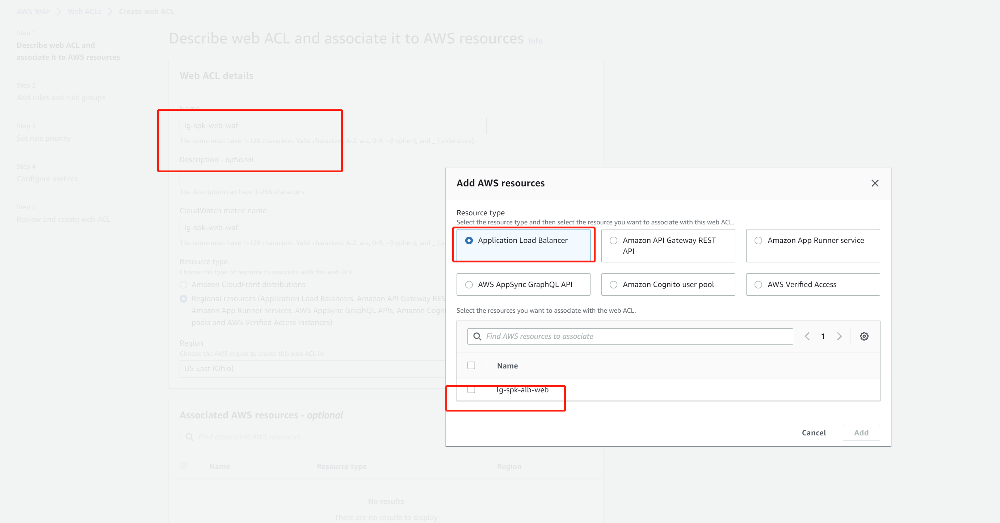 AWS WAF > Web ACLs > Create web ACL
Step 1
Describe web ACL and
associate it to AWS resources
Step 2
Add rules and rule groups
Step 3
Set rule priority
Step 4
Configure metrics
Step 5
Review and create web ACL
Describe web ACL and associate it to AWS resources Info
Web ACL details
Name
lg-spk-web-waf
The name must have 1-128 characters. Valid characters: A-Z, a-z, 0-9, - (hyphen), and _ (underscore).
Description - optional
The description can have 1-256 characters.
CloudWatch metric name
lg-spk-web-waf
The name must have 1-128 characters. Valid characters: A-Z, a-z, 0-9, - (hyphen), and _ (un
Resource type
Choose the type of resource to associate with this web ACL.
Amazon CloudFront distributions
Regional resources (Application Load Balancers, Amazon API Gateway RES
Amazon App Runner services, AWS AppSync GraphQL APIs, Amazon Cogn
pools and AWS Verified Access Instances)
Region
Choose the AWS region to create this web ACL in.
US East (Ohio)
Associated AWS resources - optional
Find associated AWS resources
Name Resource type Region
No results
There are no results to display
Add AWS resources
Resource type
Select the resource type and then select the resource you want to associate with this web ACL.
Application Load Balancer
Amazon API Gateway REST
API
Amazon App Runner service
AWS AppSync GraphQL API
Amazon Cognito user pool
AWS Verified Access
Select the resources you want to associate with the web ACL.
Find AWS resources to associate
1
Name
lg-spk-alb-web
Cancel
Add